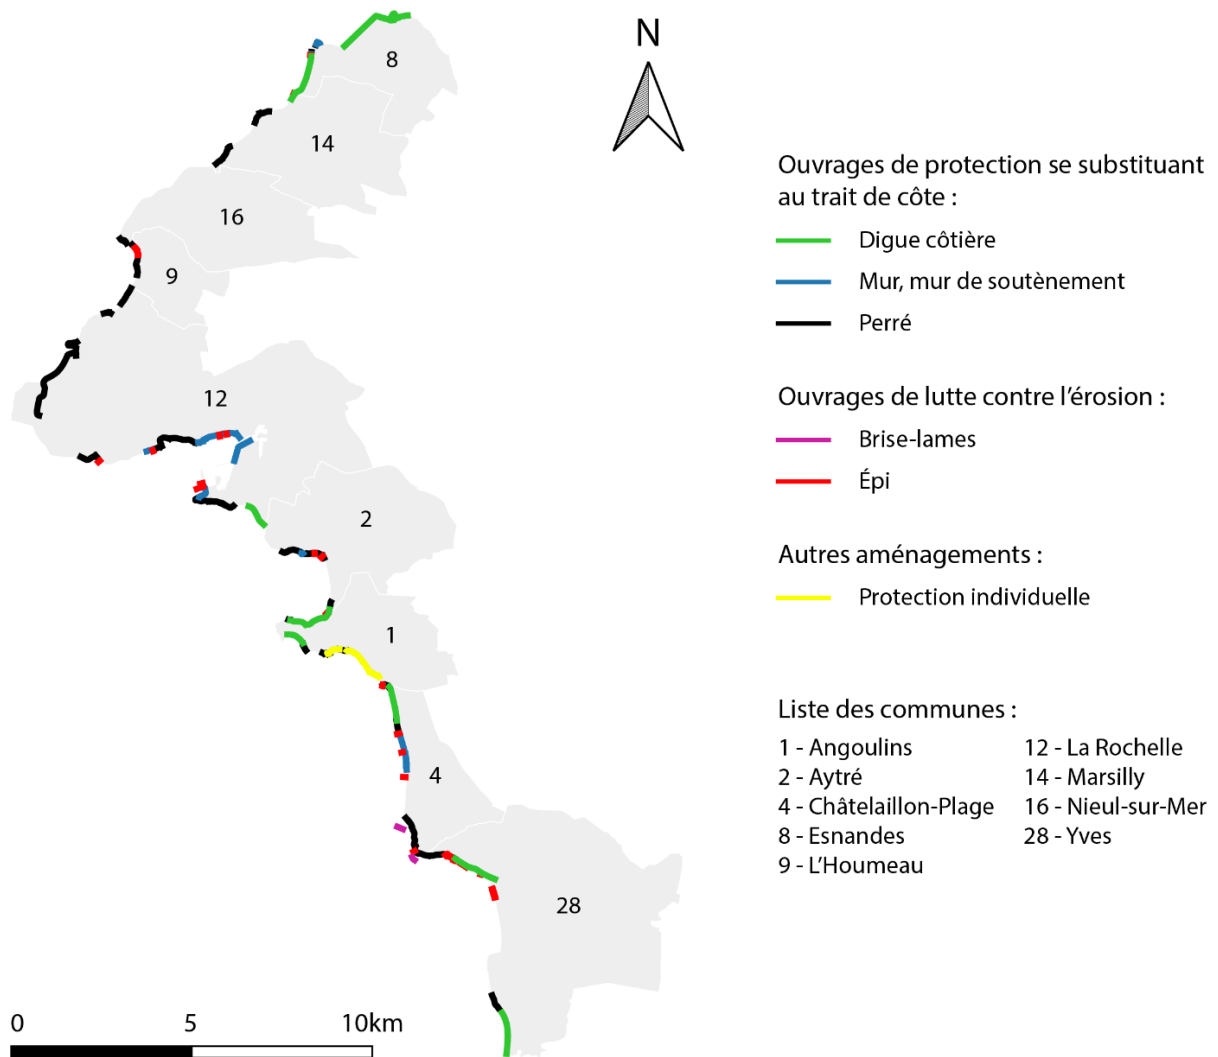 N
8
14
16
9
12
2
1
4
28
0 5 10km
Ouvrages de protection se substituant
au trait de côte :
Digue côtière
Mur, mur de soutènement
Perré
Ouvrages de lutte contre l’érosion :
Brise-lames
Épi
Autres aménagements :
Protection individuelle
Liste des communes :
1 - Angoulins
2 - Aytré
4 - Châtelaillon-Plage
8 - Esnandes
9 - L’Houmeau
12 - La Rochelle
14 - Marsilly
16 - Nieul-sur-Mer
28 - Yves